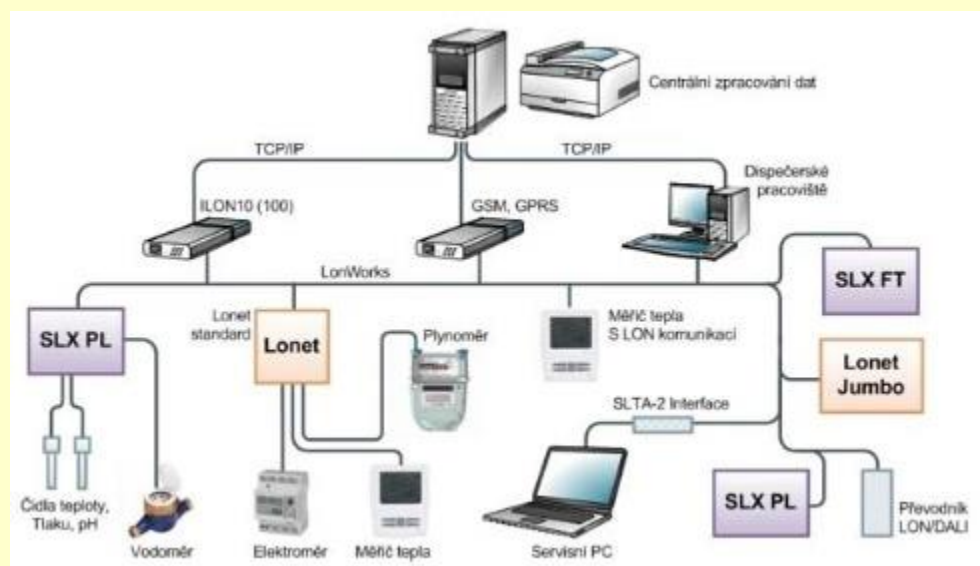 Centrální zpracování dat
TCP/IP
TCP/IP
Dispečerské
pracoviště
ILON10 (100)
GSM, GPRS
LonWorks
SLX FT
SLX PL
Lonet
standard
Lonet
Plynoměr
Měřič tepla
S LON komunikací
Lonet
Jumbo
SLTA-2 Interface
Čidla teploty,
Tlaku, pH
Vodoměr
Elektroměr
Měřič tepla
Servisní PC
SLX PL
Převodník
LON/DALI